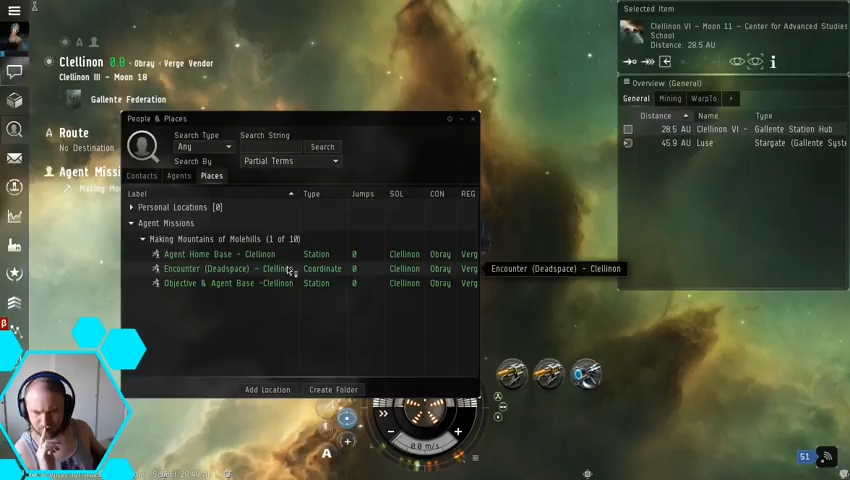 Clellinon 0.8 · Obray · Verge Vendor
Clellinon III - Moon 10
Gallente Federation
Route
No Destination
Agent Miss
Making Mo
People & Places
Search Type
Search String
Any
Search
Search By
Partial Terms
Contacts
Agents
Places
Label
Type
Jumps
SOL
CON
REG
Personal Locations [0]
Agent Missions
Making Mountains of Molehills (1 of 10)
Agent Home Base - Clellinon Station 0 Clellinon Obray Verg
Encounter (Deadspace) - Clellin Coordinate 0 Clellinon Obray Verg
Objective & Agent Base -Clellinon Station 0 Clellinon Obray Verg
Encounter (Deadspace) - Clellinon
Add Location
Create Folder
Selected Item
Clellinon VI - Moon 11 - Center for Advanced Studies
School
Distance: 28.5 AU
Overview (General)
General
Mining
WarpTo
+
Distance
Name
Type
28.5 AU Clellinon VI - Gallente Station Hub
45.9 AU Luse Stargate (Gallente Syste
0.0 m/s
A
51
β